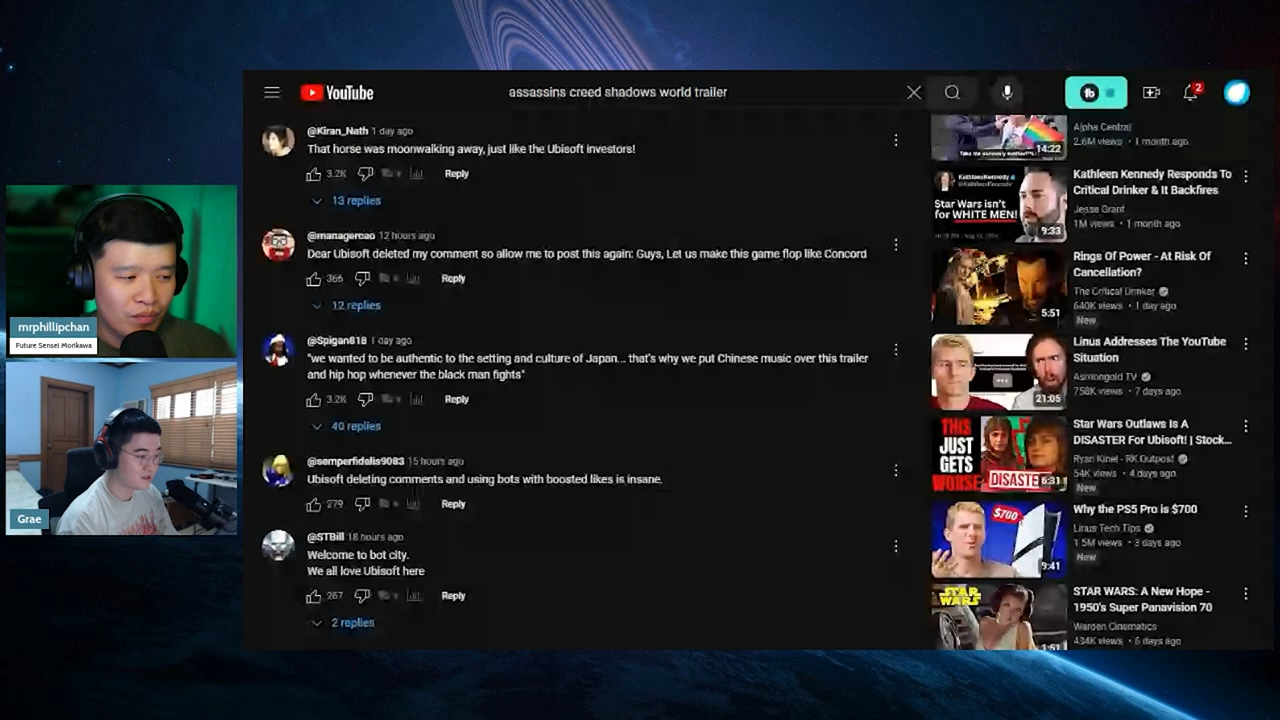 YouTube
assassins creed shadows world trailer
2
@Kiran_Nath 1 day ago
That horse was moonwalking away, just like the Ubisoft investors!
3.2K
Reply
13 replies
@managercao 12 hours ago
Dear Ubisoft deleted my comment so allow me to post this again: Guys, Let us make this game flop like Concord
366
Reply
12 replies
@Spigan818 1 day ago
"we wanted to be authentic to the setting and culture of Japan... that's why we put Chinese music over this trailer
and hip hop whenever the black man fights"
3.2K
Reply
40 replies
@semperfidelis9083 15 hours ago
Ubisoft deleting comments and using bots with boosted likes is insane.
279
Reply
@STBill 18 hours ago
Welcome to bot city.
We all love Ubisoft here
267
Reply
2 replies
mrphillipchan
Future Sensei Morikawa
Grae
14:22
Alpha Central
2.6M views • 1 month ago
Star Wars isn't
for WHITE MEN!
9:33
Kathleen Kennedy Responds To
Critical Drinker & It Backfires
Jesse Grant
1M views • 1 month ago
5:51
Rings Of Power - At Risk Of
Cancellation?
The Critical Drinker
640K views • 1 day ago
New
21:05
Linus Addresses The YouTube
Situation
Asmongold TV
758K views • 7 days ago
THIS
JUST
GETS
WORSE
DISASTE
6:31
Star Wars Outlaws Is A
DISASTER For Ubisoft! | Stock...
Ryan Kinel - RK Outpost
54K views • 4 days ago
New
$700
9:41
Why the PS5 Pro is $700
Linus Tech Tips
1.5M views • 3 days ago
New
STAR
WARS
1:51
STAR WARS: A New Hope -
1950's Super Panavision 70
Warden Cinematics
434K views • 6 days ago